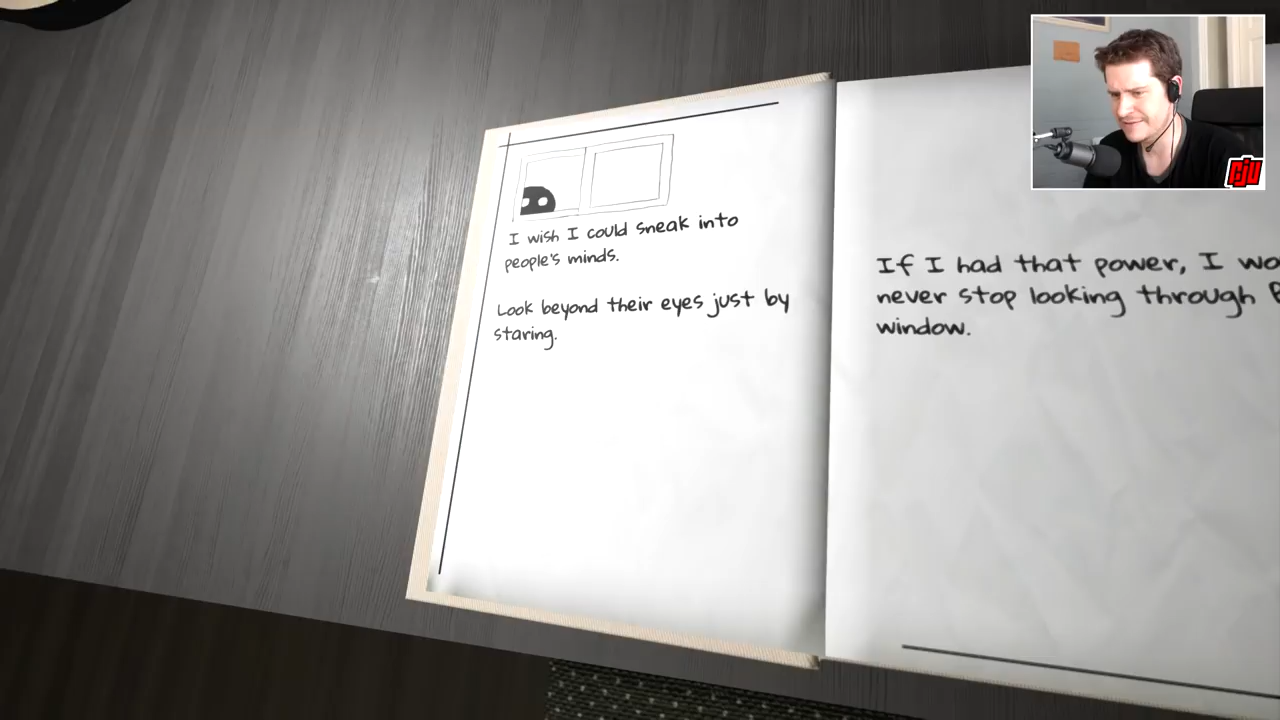 I wish I could sneak into
people's minds.
Look beyond their eyes just by
staring.
If I had that power, I
never stop looking through
window.
rju